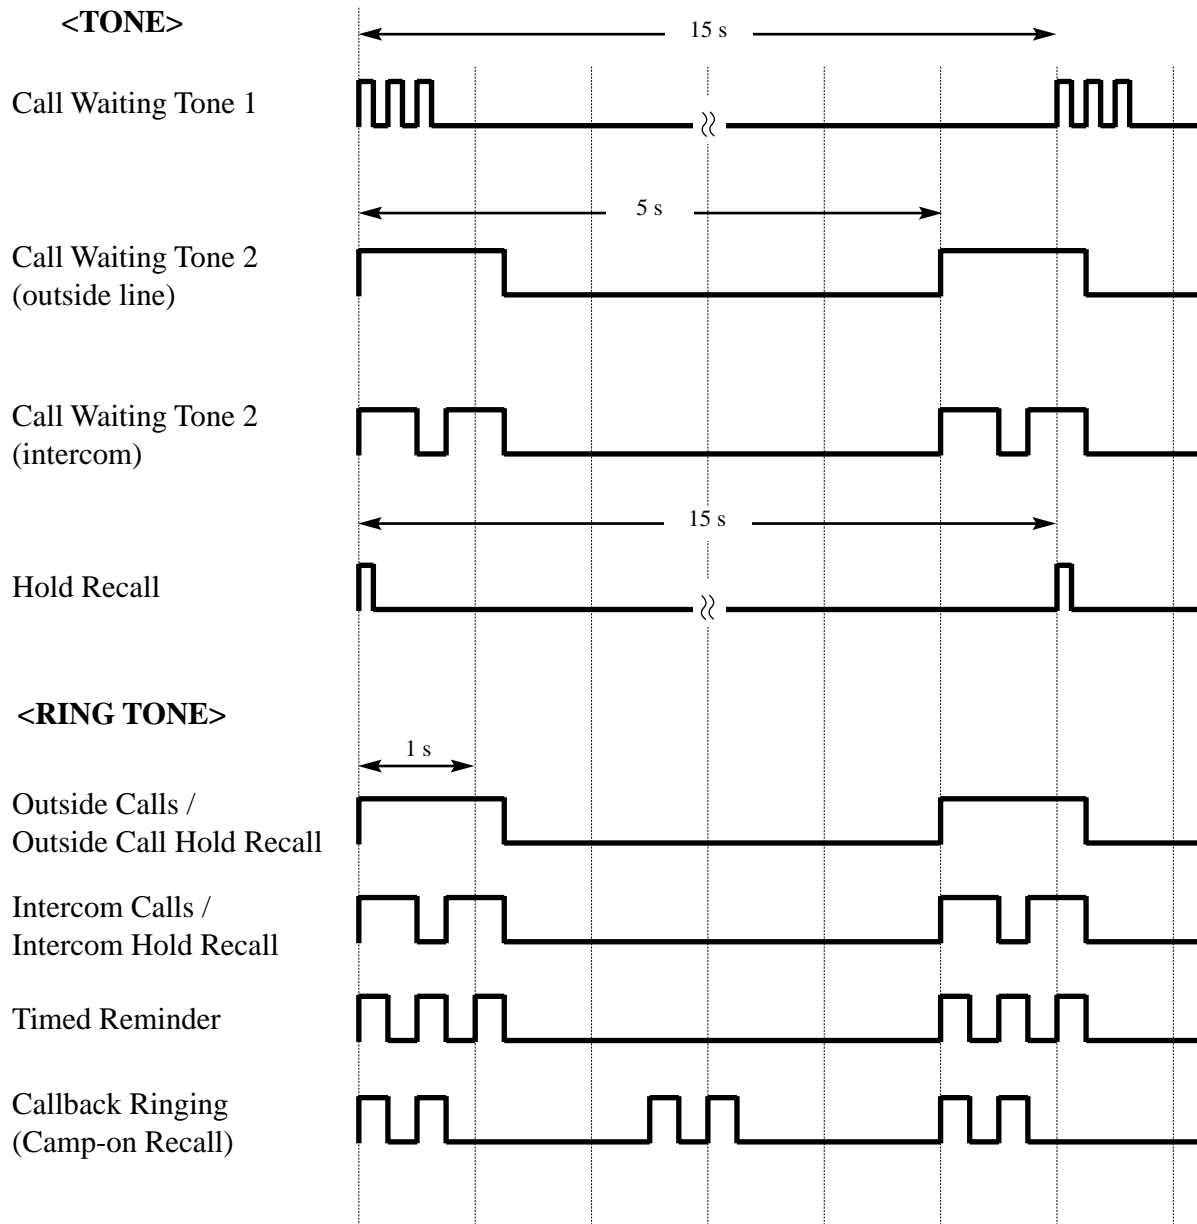 <TONE>
15 s
Call Waiting Tone 1
5 s
Call Waiting Tone 2
(outside line)
Call Waiting Tone 2
(intercom)
15 s
Hold Recall
<RING TONE>
1 s
Outside Calls /
Outside Call Hold Recall
Intercom Calls /
Intercom Hold Recall
Timed Reminder
Callback Ringing
(Camp-on Recall)